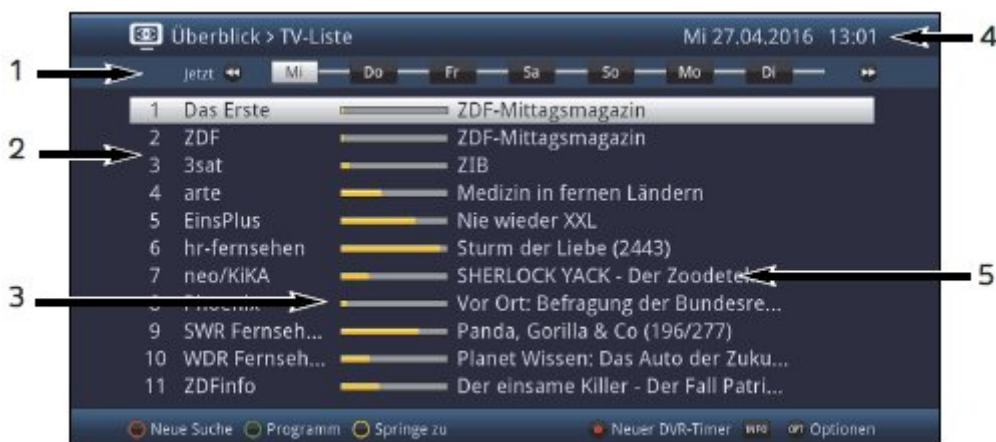 Überblick > TV-Liste Mi 27.04.2016 13:01 4
1 Jetzt Mi Do Fr Sa So Mo Di
1 Das Erste ZDF-Mittagsmagazin
2 ZDF ZDF-Mittagsmagazin
2
3 3sat ZIB
4 arte Medizin in fernen Ländern
5 EinsPlus Nie wieder XXL
6 hr-fernsehen Sturm der Liebe (2443)
7 neo/KiKA SHERLOCK YACK - Der 5
3 Vor Ort: Befragung der Bundesre...
9 SWR Fernseh... Panda, Gorilla & Co (196/277)
10 WDR Fernseh... Planet Wissen: Das Auto der Zuku...
11 ZDFinfo Der einsame Killer - Der Fall Patri...
Neue Suche Programm Springe zu Neuer DVR-Timer INFO OPT Optionen